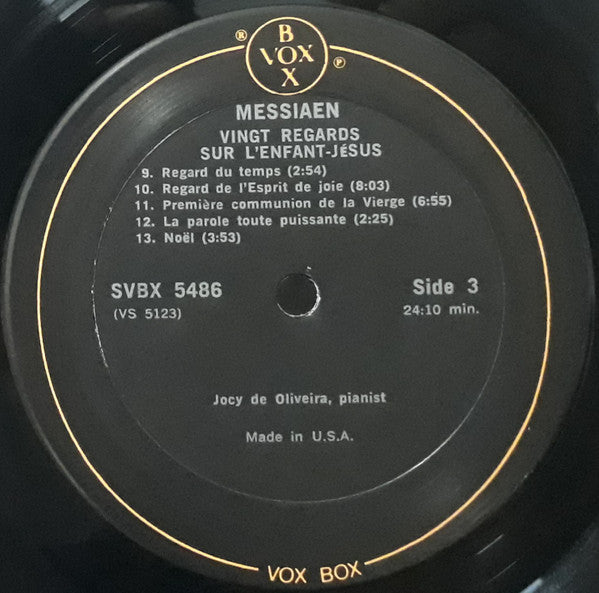 ®
BOX
VOX
℗
MESSIAEN
VINGT REGARDS
SUR L'ENFANT-JéSUS
9. Regard du temps (2:54)
10. Regard de l'Esprit de joie (8:03)
11. Première communion de la Vierge (6:55)
12. La parole toute puissante (2:25)
13. Noël (3:53)
SVBX 5486
Side 3
(VS 5123)
24:10 min.
Jocy de Oliveira, pianist
Made in U.S.A.
VOX BOX